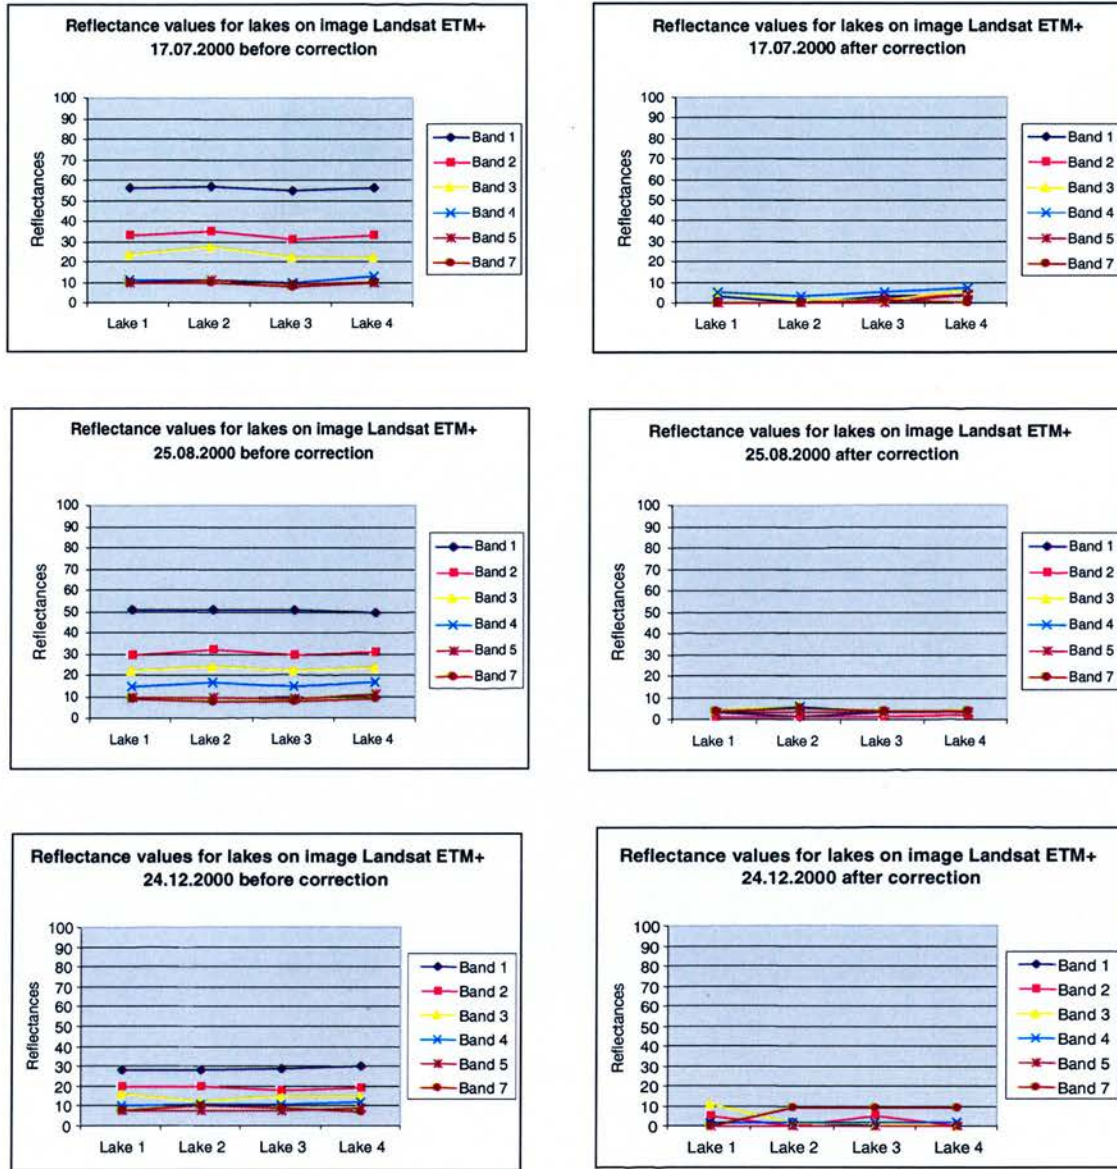 Reflectance values for lakes on image Landsat ETM+
17.07.2000 before correction
Reflectances
100
90
80
70
60
50
40
30
20
10
0
Lake 1 Lake 2 Lake 3 Lake 4
Band 1
Band 2
Band 3
Band 4
Band 5
Band 7
Reflectance values for lakes on image Landsat ETM+
17.07.2000 after correction
Reflectances
100
90
80
70
60
50
40
30
20
10
0
Lake 1 Lake 2 Lake 3 Lake 4
Band 1
Band 2
Band 3
Band 4
Band 5
Band 7
Reflectance values for lakes on image Landsat ETM+
25.08.2000 before correction
Reflectances
100
90
80
70
60
50
40
30
20
10
0
Lake 1 Lake 2 Lake 3 Lake 4
Band 1
Band 2
Band 3
Band 4
Band 5
Band 7
Reflectance values for lakes on image Landsat ETM+
25.08.2000 after correction
Reflectances
100
90
80
70
60
50
40
30
20
10
0
Lake 1 Lake 2 Lake 3 Lake 4
Band 1
Band 2
Band 3
Band 4
Band 5
Band 7
Reflectance values for lakes on image Landsat ETM+
24.12.2000 before correction
Reflectances
100
90
80
70
60
50
40
30
20
10
0
Lake 1 Lake 2 Lake 3 Lake 4
Band 1
Band 2
Band 3
Band 4
Band 5
Band 7
Reflectance values for lakes on image Landsat ETM+
24.12.2000 after correction
Reflectances
100
90
80
70
60
50
40
30
20
10
0
Lake 1 Lake 2 Lake 3 Lake 4
Band 1
Band 2
Band 3
Band 4
Band 5
Band 7